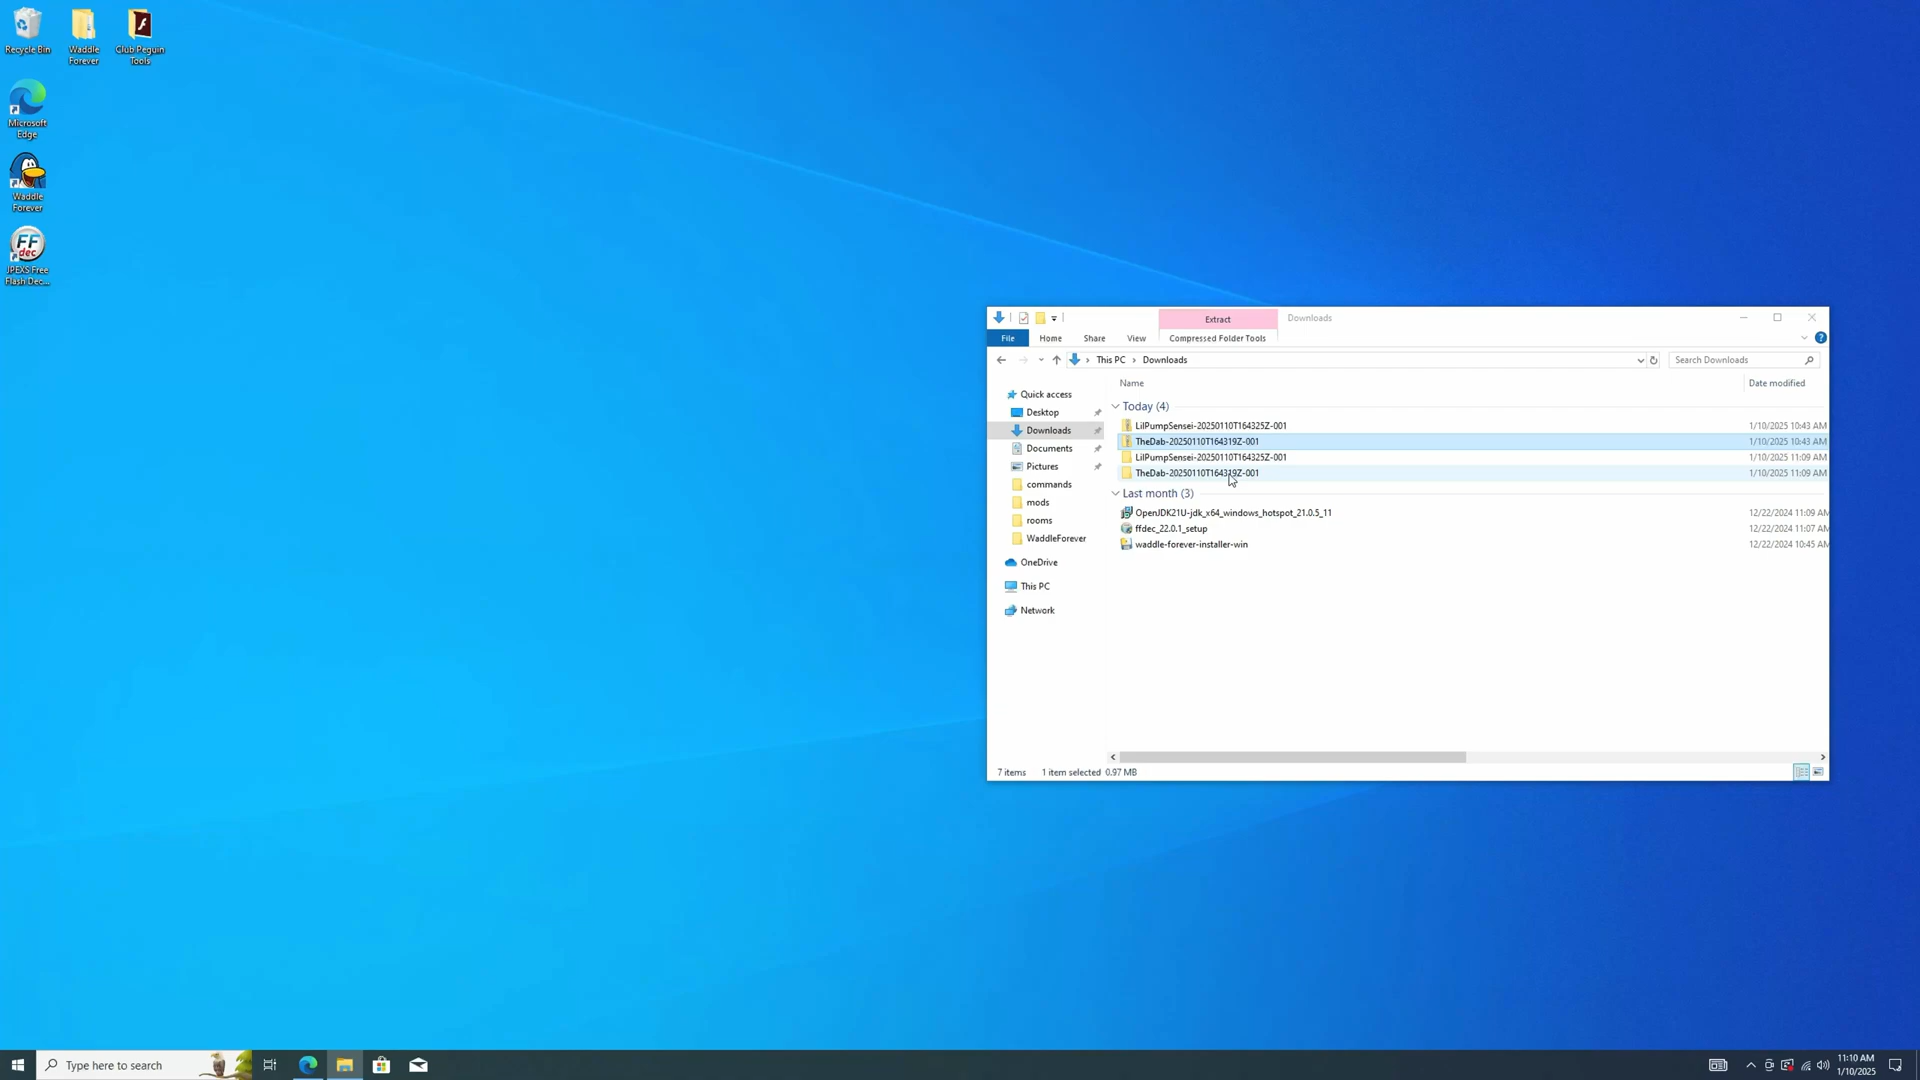 Recycle Bin
Waddle
Forever
Club Peguin
Tools
Microsoft
Edge
Waddle
Forever
FF
dec
JPEXS Free
Flash Dec...
Extract
Downloads
File
Home
Share
View
Compressed Folder Tools
This PC
Downloads
Search Downloads
Name
Date modified
Quick access
Desktop
Downloads
Documents
Pictures
commands
mods
rooms
WaddleForever
OneDrive
This PC
Network
Today (4)
LilPumpSensei-20250110T164325Z-001 1/10/2025 10:43 AM
TheDab-20250110T164319Z-001 1/10/2025 10:43 AM
LilPumpSensei-20250110T164325Z-001 1/10/2025 11:09 AM
TheDab-20250110T164319Z-001 1/10/2025 11:09 AM
Last month (3)
OpenJDK21U-jdk_x64_windows_hotspot_21.0.5_11 12/22/2024 11:09 AM
ffdec_22.0.1_setup 12/22/2024 11:07 AM
waddle-forever-installer-win 12/22/2024 10:45 AM
7 items 1 item selected 0.97 MB
Type here to search
11:10 AM
1/10/2025